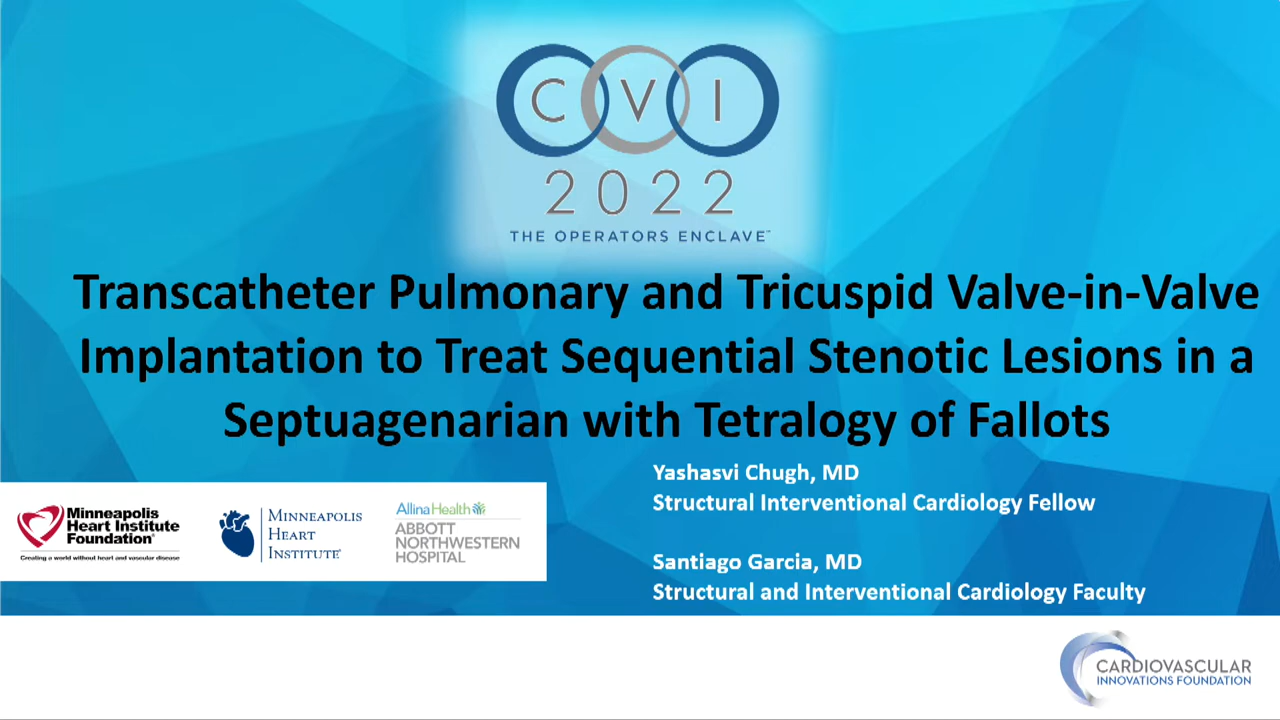 CVI
2022
THE OPERATORS ENCLAVE™
Transcatheter Pulmonary and Tricuspid Valve-in-Valve
Implantation to Treat Sequential Stenotic Lesions in a
Septuagenarian with Tetralogy of Fallots
Yashasvi Chugh, MD
Structural Interventional Cardiology Fellow
Santiago Garcia, MD
Structural and Interventional Cardiology Faculty
Minneapolis
Heart Institute
Foundation®
Creating a world without heart and vascular disease
MINNEAPOLIS
HEART
INSTITUTE®
AllinaHealth
ABBOTT
NORTHWESTERN
HOSPITAL
CARDIOVASCULAR
INNOVATIONS FOUNDATION